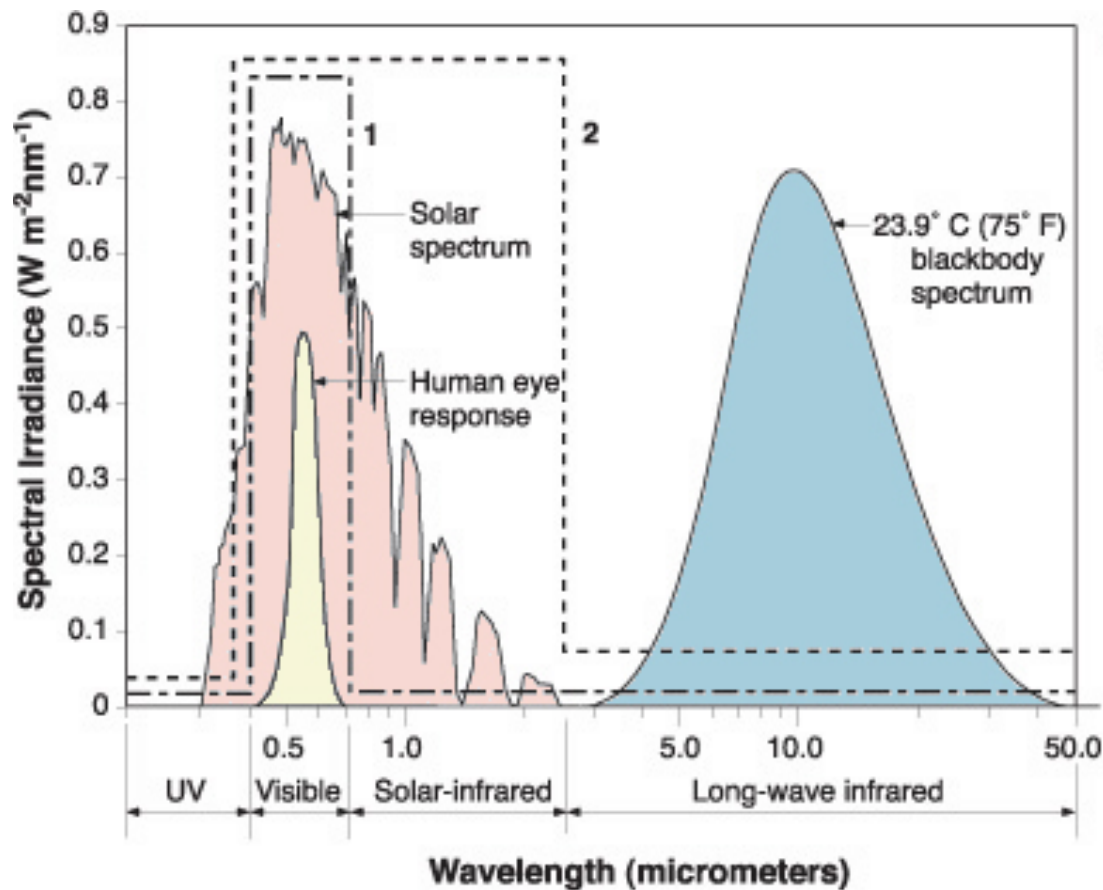 0.9
0.8
0.7
0.6
0.5
0.4
0.3
0.2
0.1
0
Spectral Irradiance (W m⁻²nm⁻¹)
1
2
Solar
spectrum
Human eye
response
23.9° C (75° F)
blackbody
spectrum
0.5 1.0 5.0 10.0 50.0
UV Visible Solar-infrared Long-wave infrared
Wavelength (micrometers)